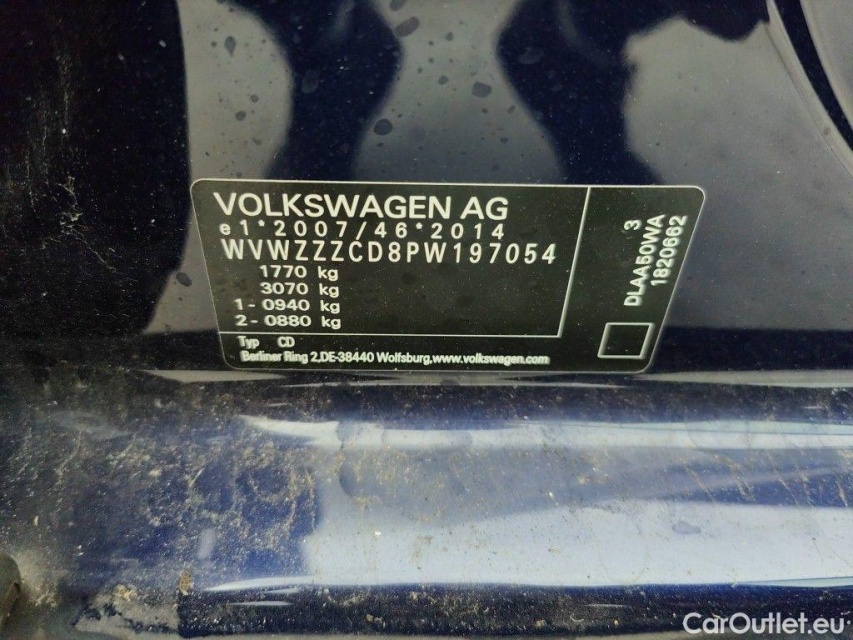 VOLKSWAGEN AG
e1*2007/46*2014
WVWZZZCD8PW197054
1770 kg
3070 kg
1- 0940 kg
2- 0880 kg
Typ CD
Berliner Ring 2,DE-38440 Wolfsburg,www.volkswagen.com
3
DLAA50WA
1820662
CarOutlet.eu